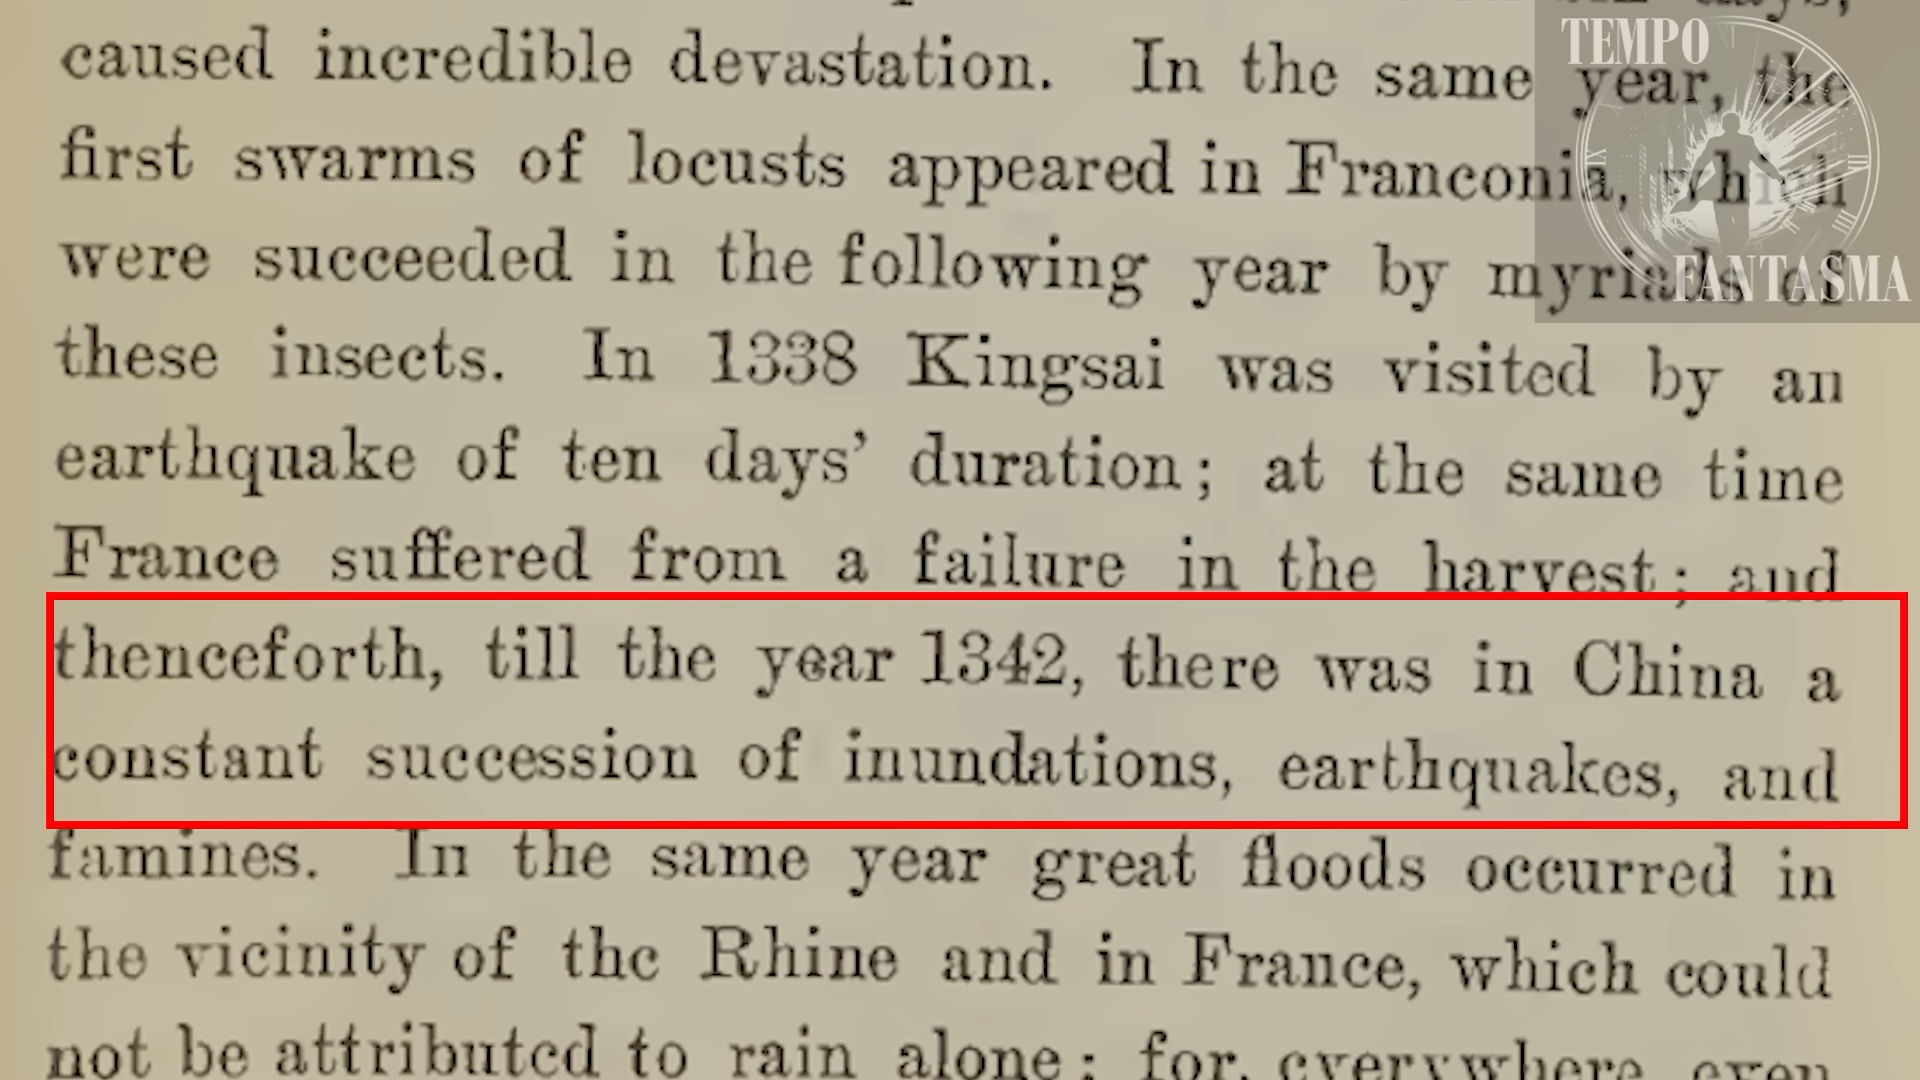 caused incredible devastation. In the same year, the
first swarms of locusts appeared in Franconia, which
were succeeded in the following year by myriads of
these insects. In 1338 Kingsai was visited by an
earthquake of ten days’ duration; at the same time
France suffered from a failure in the harvest; and
thenceforth, till the year 1342, there was in China a
constant succession of inundations, earthquakes, and
famines. In the same year great floods occurred in
the vicinity of the Rhine and in France, which could
not be attributed to rain alone; for, everywhere, even
TEMPO
FANTASMA